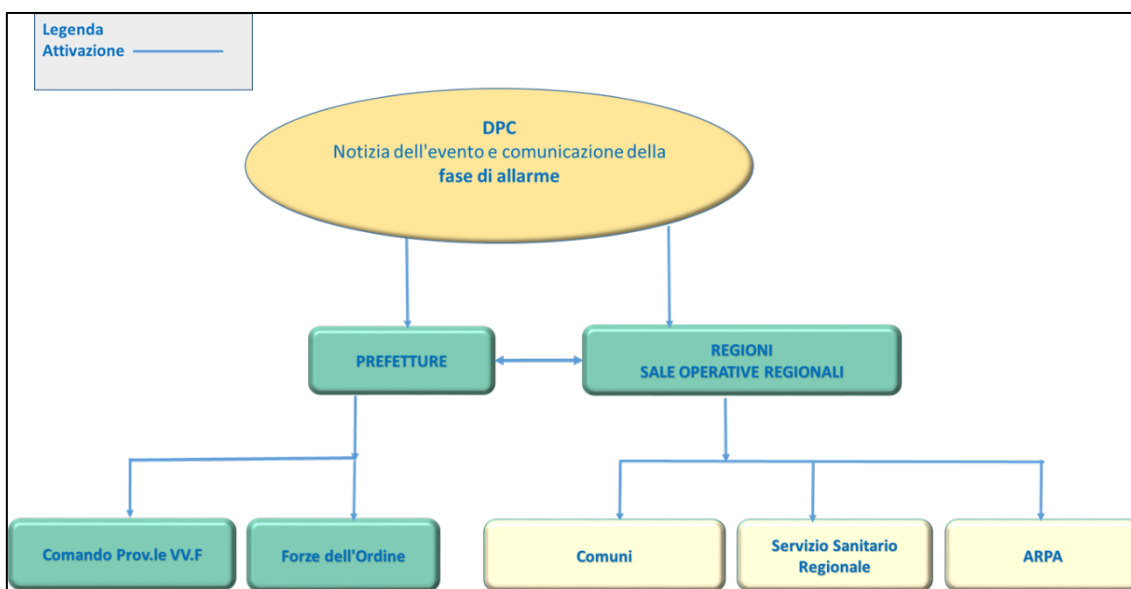 Legenda
Attivazione
DPC
Notizia dell'evento e comunicazione della
fase di allarme
PREFETTURE
REGIONI
SALE OPERATIVE REGIONALI
Comando Prov.le VV.F
Forze dell'Ordine
Comuni
Servizio Sanitario
Regionale
ARPA